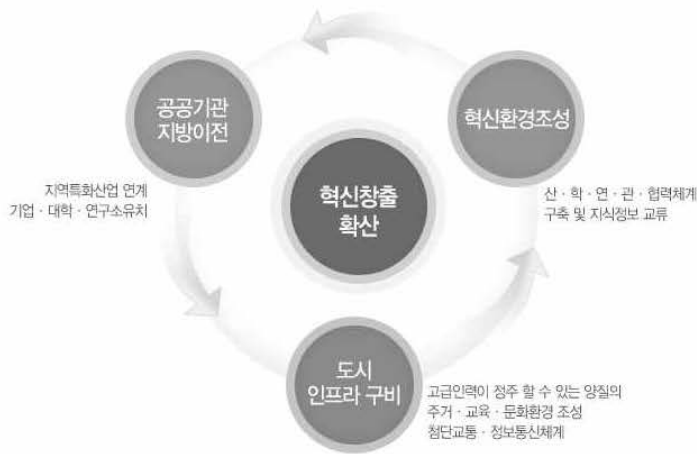 공공기관
지방이전
지역특화산업 연계
기업 · 대학 · 연구소유치
혁신환경조성
산 · 학 · 연 · 관 · 협력체계
구축 및 지식정보 교류
혁신창출
확산
도시
인프라 구비
고급인력이 정주 할 수 있는 양질의
주거 · 교육 · 문화환경 조성
첨단교통 · 정보통신체계